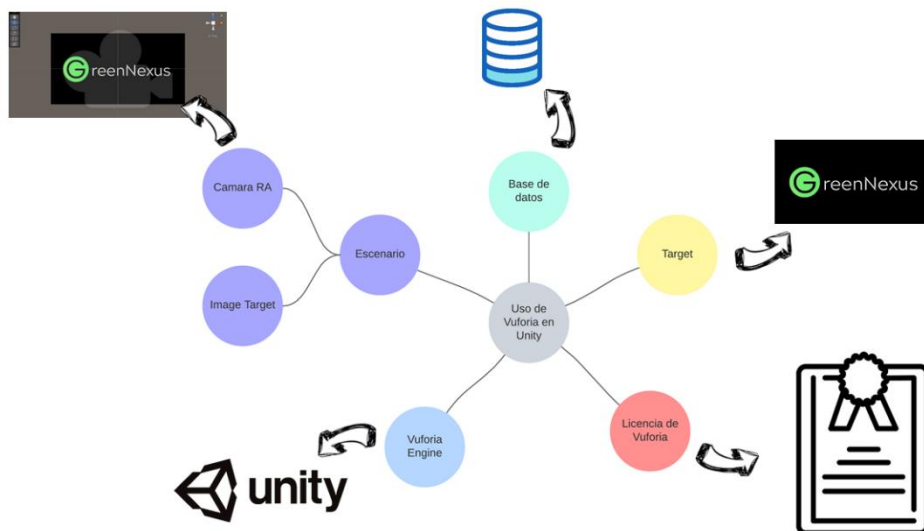 GreenNexus
Camara RA
Base de
datos
GreenNexus
Escenario
Target
Image Target
Uso de
Vuforia en
Unity
Vuforia
Engine
Licencia de
Vuforia
unity